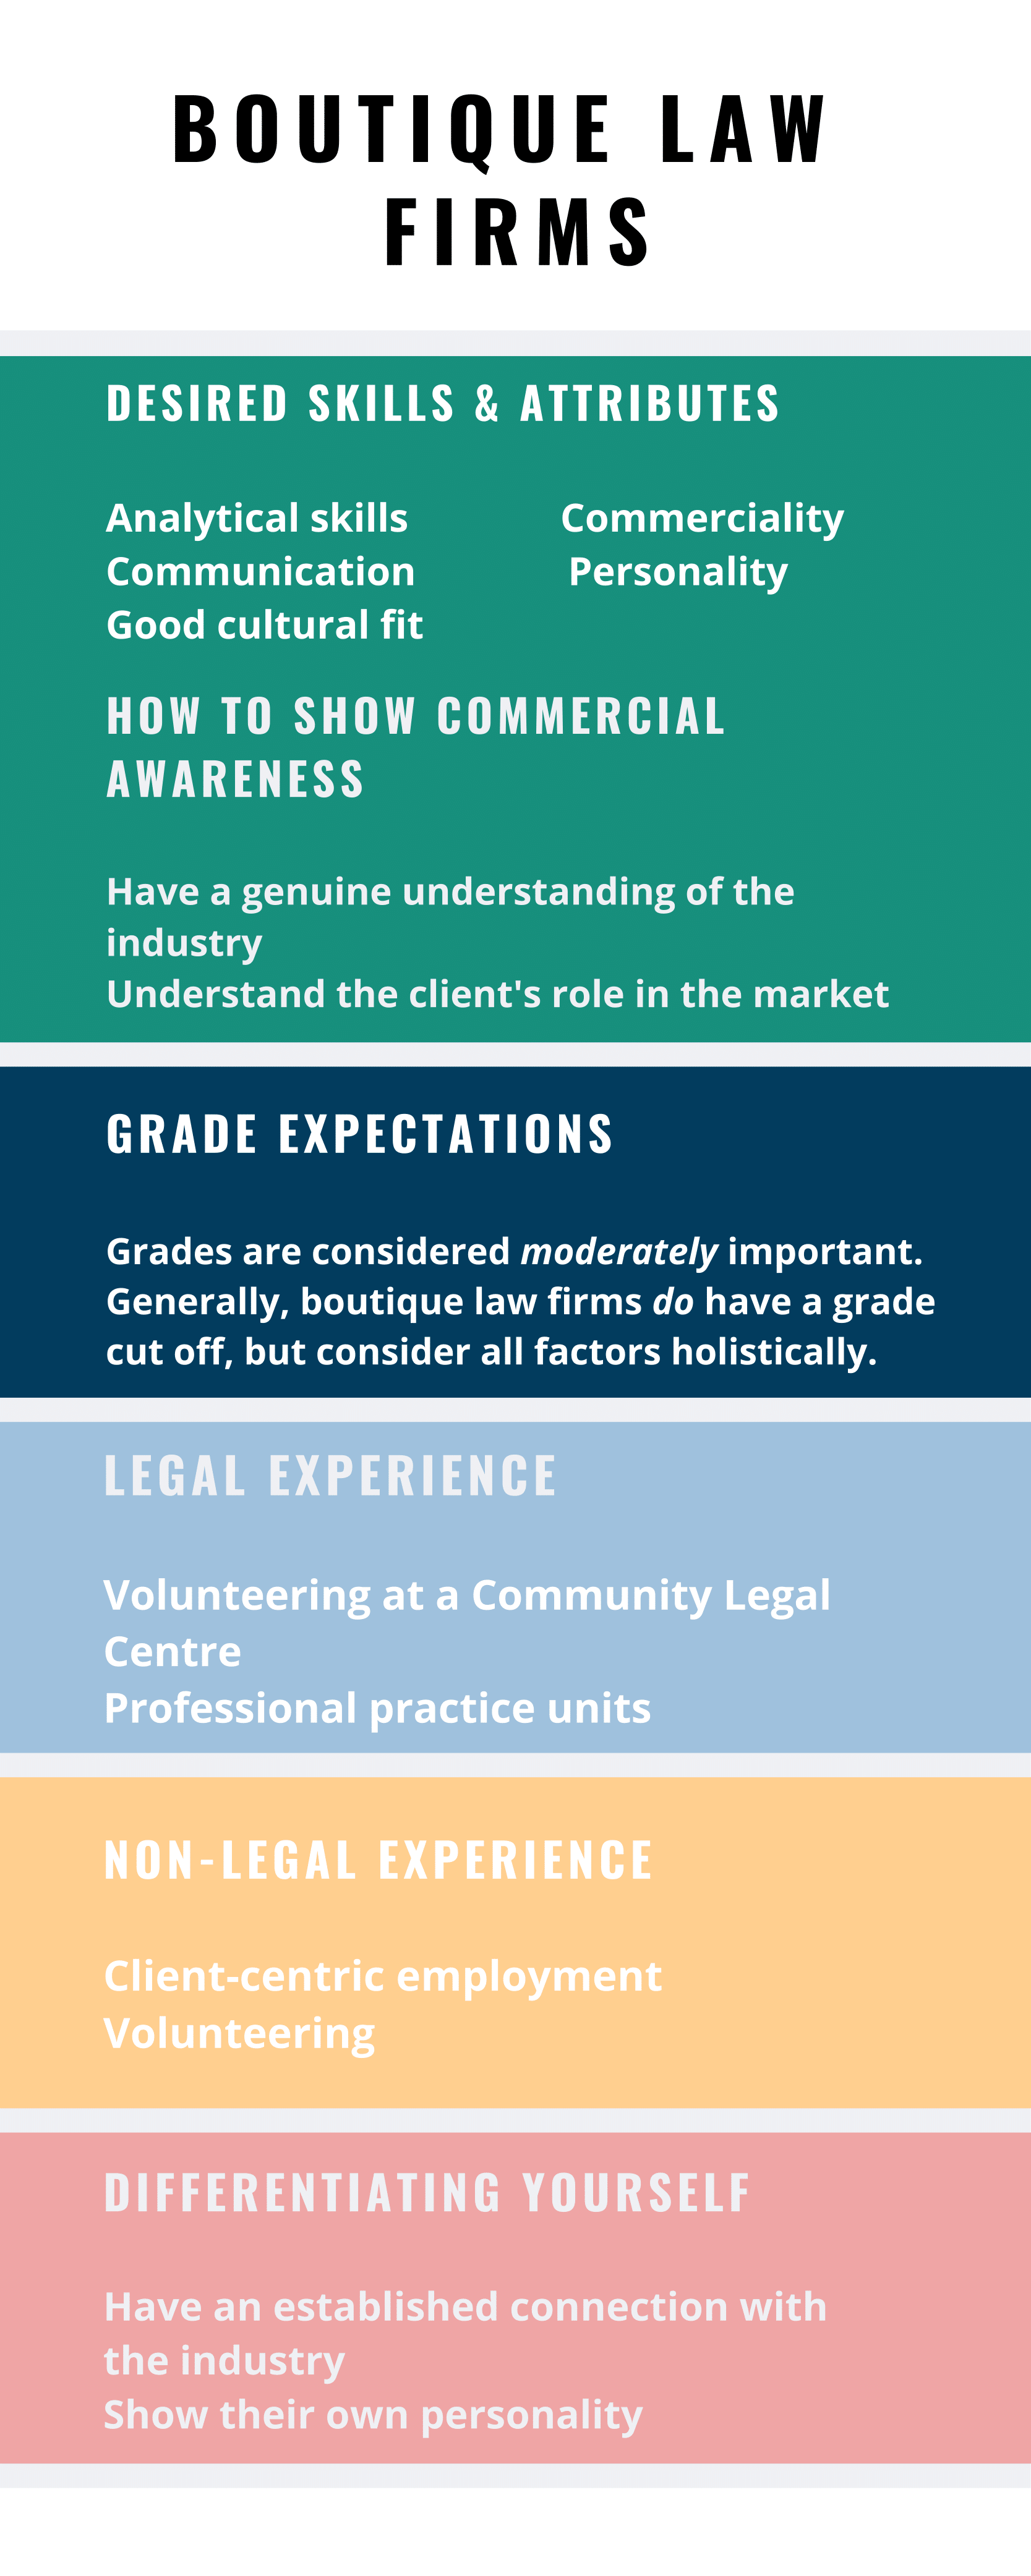 BOUTIQUE LAW
FIRMS
DESIRED SKILLS & ATTRIBUTES
Analytical skills
Communication
Good cultural fit
Commerciality
Personality
HOW TO SHOW COMMERCIAL
AWARENESS
Have a genuine understanding of the
industry
Understand the client's role in the market
GRADE EXPECTATIONS
Grades are considered moderately important.
Generally, boutique law firms do have a grade
cut off, but consider all factors holistically.
LEGAL EXPERIENCE
Volunteering at a Community Legal
Centre
Professional practice units
NON-LEGAL EXPERIENCE
Client-centric employment
Volunteering
DIFFERENTIATING YOURSELF
Have an established connection with
the industry
Show their own personality